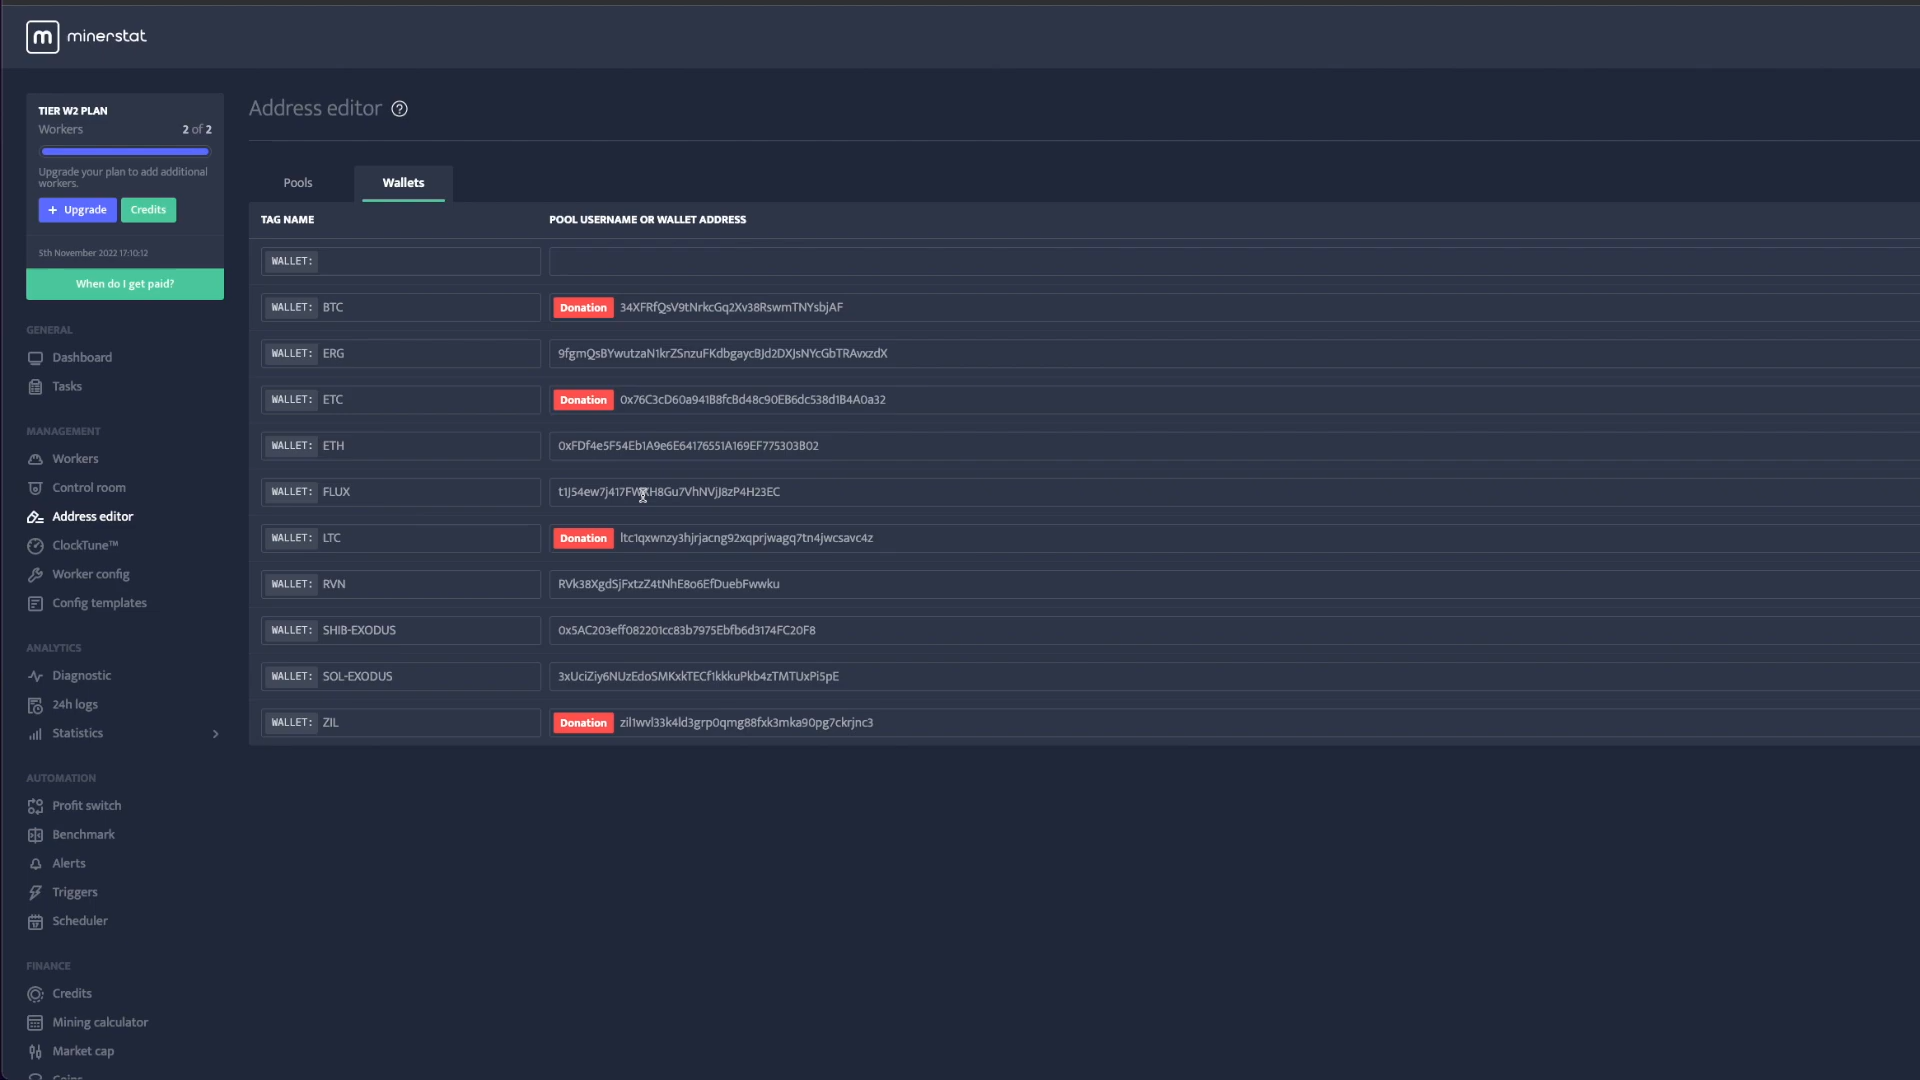 minerstat
TIER W2 PLAN
Workers 2 of 2
Upgrade your plan to add additional
workers.
+ Upgrade Credits
5th November 2022 17:10:12
When do I get paid?
GENERAL
Dashboard
Tasks
MANAGEMENT
Workers
Control room
Address editor
ClockTune™
Worker config
Config templates
ANALYTICS
Diagnostic
24h logs
Statistics
AUTOMATION
Profit switch
Benchmark
Alerts
Triggers
Scheduler
FINANCE
Credits
Mining calculator
Market cap
Coins
Address editor ?
Pools Wallets
TAG NAME POOL USERNAME OR WALLET ADDRESS
WALLET:
WALLET: BTC Donation 34XFRfQsV9tNrkcGq2Xv38RswmTNYsbjAF
WALLET: ERG 9fgmQsBYwutzaN1krZSnzuFKdbgaycBJd2DXJsNYcGbTRAvxzdX
WALLET: ETC Donation 0x76C3cD60a941B8fcBd48c90EB6dc538d1B4A0a32
WALLET: ETH 0xFDf4e5F54Eb1A9e6E64176551A169EF775303B02
WALLET: FLUX
WALLET: LTC Donation ltc1qxwnzy3hjrjacng92xqprjwagq7tn4jwcsavc4z
WALLET: RVN RVk38XgdSjFxtzZ4tNhE8o6EfDuebFwwku
WALLET: SHIB-EXODUS 0x5AC203eff082201cc83b7975Ebfb6d3174FC20F8
WALLET: SOL-EXODUS 3xUciZiy6NUzEdoSMKxkTECf1kkkuPkb4zTMTUxPi5pE
WALLET: ZIL Donation zil1wvl33k4ld3grp0qmg88fxk3mka90pg7ckrjnc3